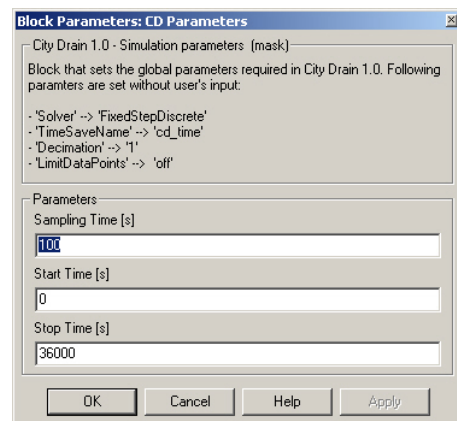 Block Parameters: CD Parameters
City Drain 1.0 - Simulation parameters (mask)
Block that sets the global parameters required in City Drain 1.0. Following
paramters are set without user's input:
- 'Solver' --> 'FixedStepDiscrete'
- 'TimeSaveName' --> 'cd_time'
- 'Decimation' --> '1'
- 'LimitDataPoints' --> 'off'
Parameters
Sampling Time [s]
100
Start Time [s]
0
Stop Time [s]
36000
OK Cancel Help Apply